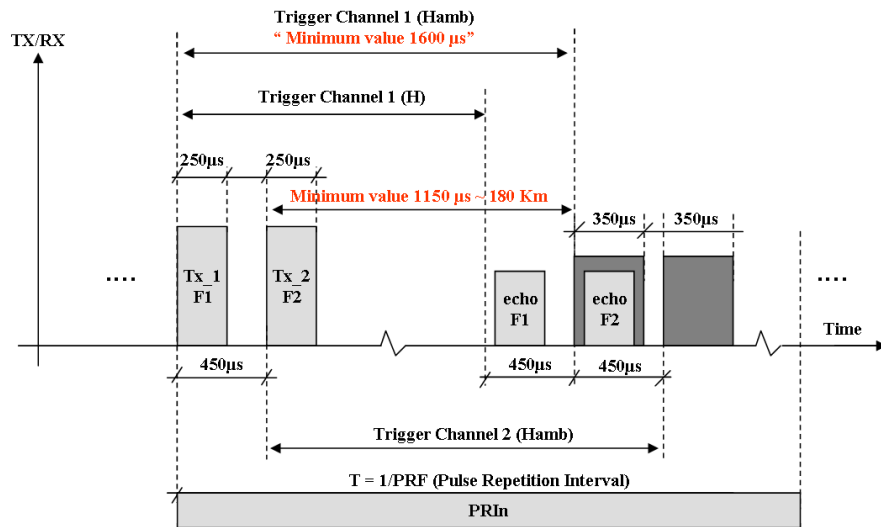 Trigger Channel 1 (Hamb)
“ Minimum value 1600 µs”
TX/RX
Trigger Channel 1 (H)
250µs
250µs
Minimum value 1150 µs ~ 180 Km
350µs
350µs
....
Tx_1
F1
Tx_2
F2
echo
F1
echo
F2
....
Time
450µs
450µs
450µs
Trigger Channel 2 (Hamb)
T = 1/PRF (Pulse Repetition Interval)
PRIn